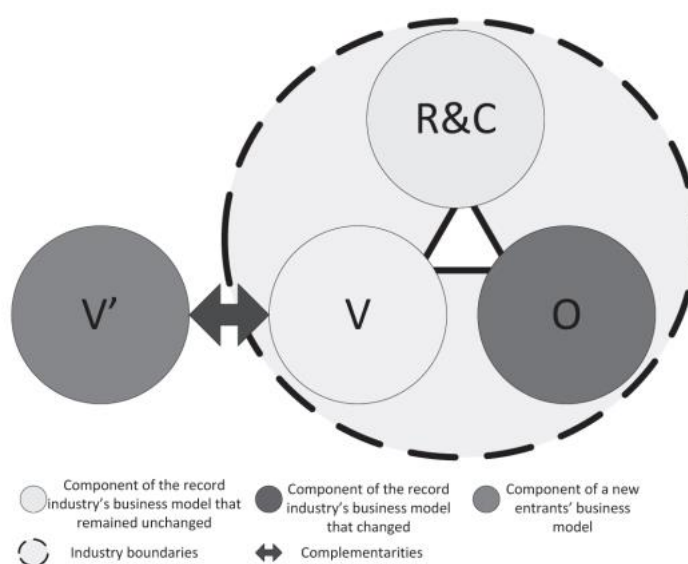 R&C
V'
V
O
Component of the record
industry's business model that
remained unchanged
Component of the record
industry's business model
that changed
Component of a new
entrants' business
model
Industry boundaries
Complementarities